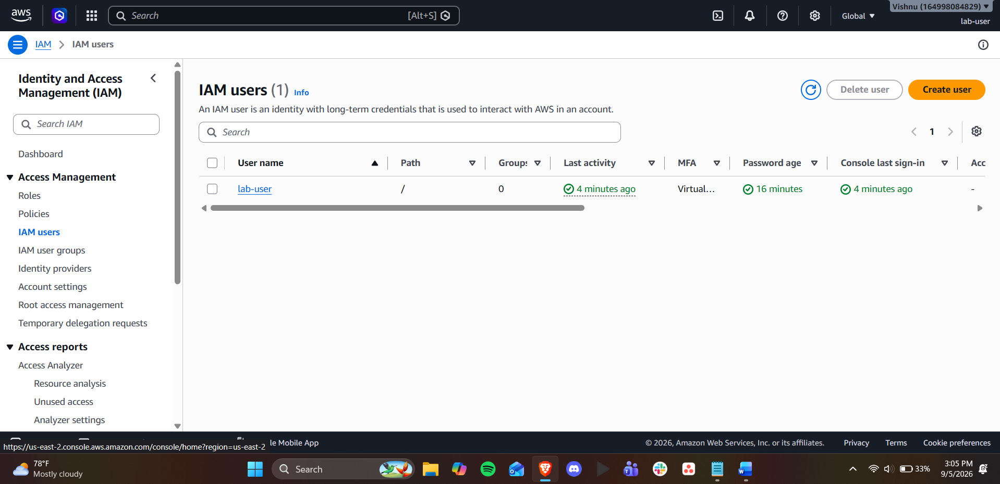 aws
Search
[Alt+S]
Global
Vishnu (164998084829)
lab-user
IAM
IAM users
Identity and Access
Management (IAM)
Search IAM
Dashboard
Access Management
Roles
Policies
IAM users
IAM user groups
Identity providers
Account settings
Root access management
Temporary delegation requests
Access reports
Access Analyzer
Resource analysis
Unused access
Analyzer settings
IAM users (1) Info
Delete user
Create user
An IAM user is an identity with long-term credentials that is used to interact with AWS in an account.
Search
1
User name Path Groups Last activity MFA Password age Console last sign-in Acc
lab-user / 0 4 minutes ago Virtual... 16 minutes 4 minutes ago -
https://us-east-2.console.aws.amazon.com/console/home?region=us-east-2
le Mobile App
© 2026, Amazon Web Services, Inc. or its affiliates. Privacy Terms Cookie preferences
78°F
Mostly cloudy
Search
33%
3:05 PM
9/5/2026